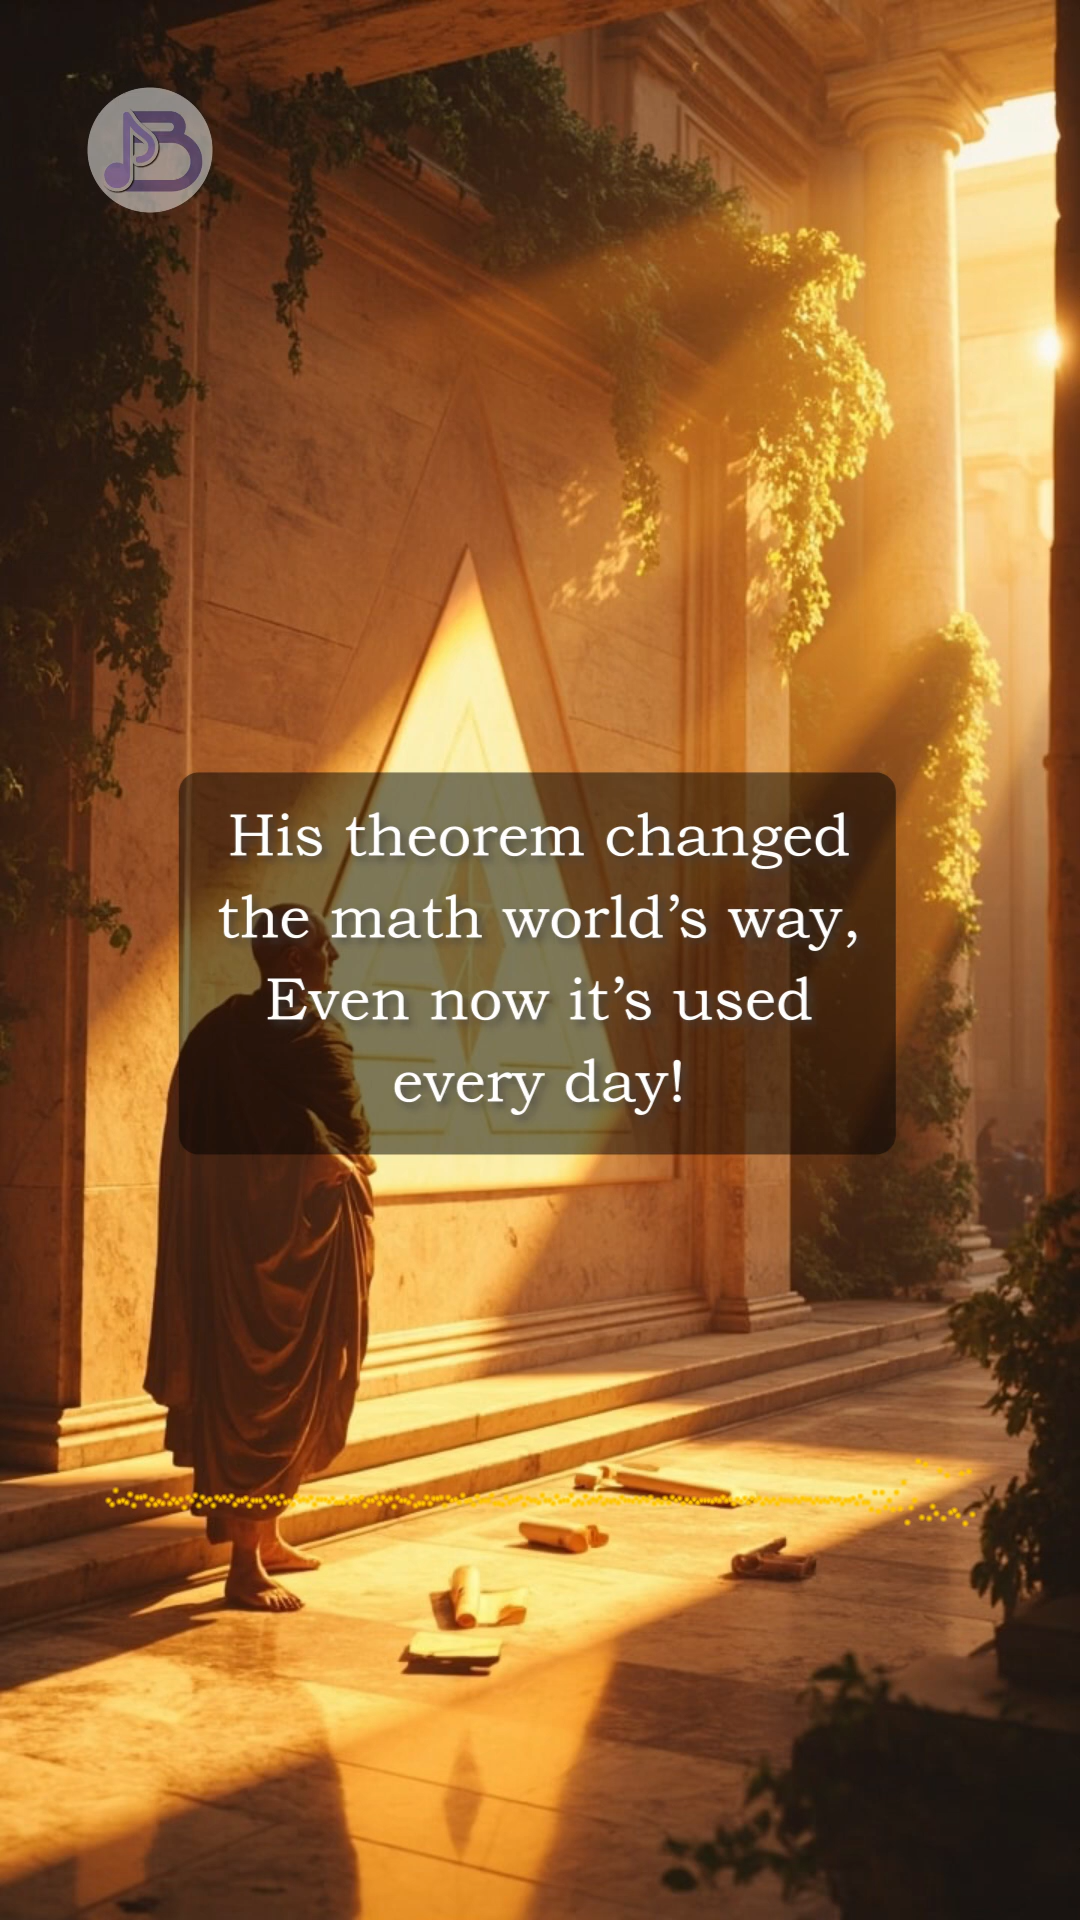 B
His theorem changed
the math world’s way,
Even now it’s used
every day!